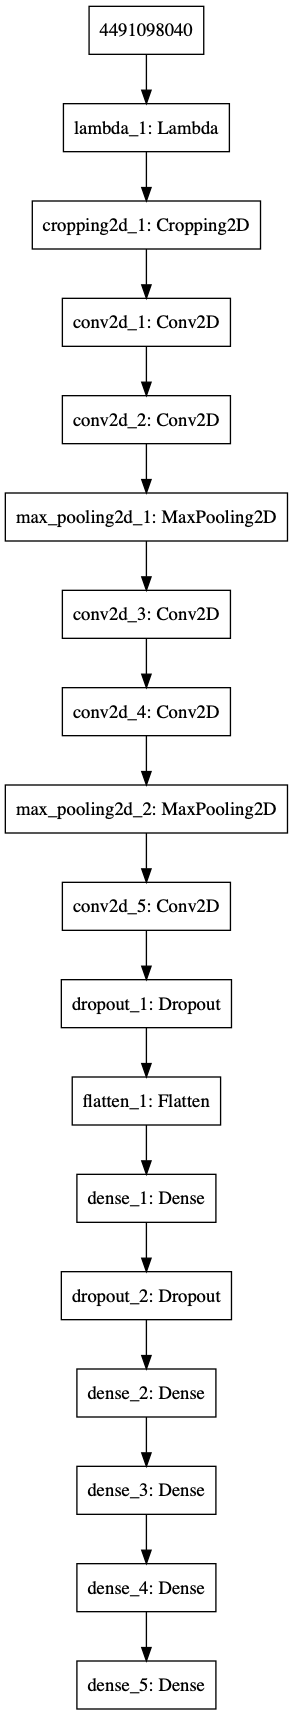 4491098040
lambda_1: Lambda
cropping2d_1: Cropping2D
conv2d_1: Conv2D
conv2d_2: Conv2D
max_pooling2d_1: MaxPooling2D
conv2d_3: Conv2D
conv2d_4: Conv2D
max_pooling2d_2: MaxPooling2D
conv2d_5: Conv2D
dropout_1: Dropout
flatten_1: Flatten
dense_1: Dense
dropout_2: Dropout
dense_2: Dense
dense_3: Dense
dense_4: Dense
dense_5: Dense